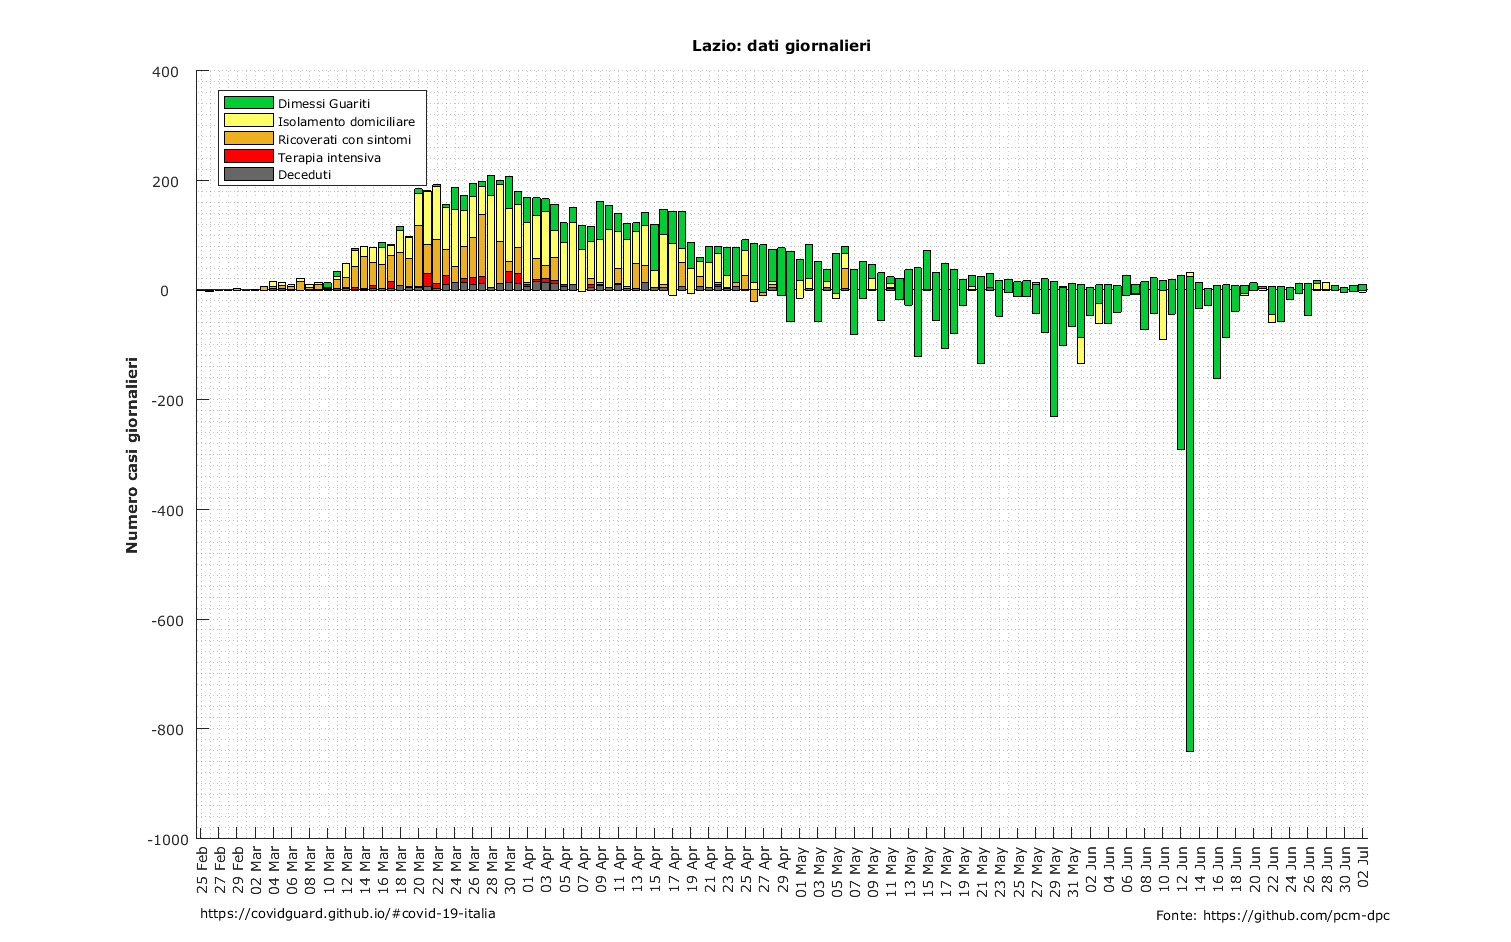 Lazio: dati giornalieri
400
200
0
-200
-400
-600
-800
-1000
Numero casi giornalieri
Dimessi Guariti
Isolamento domiciliare
Ricoverati con sintomi
Terapia intensiva
Deceduti
25 Feb
27 Feb
29 Feb
02 Mar
04 Mar
06 Mar
08 Mar
10 Mar
12 Mar
14 Mar
16 Mar
18 Mar
20 Mar
22 Mar
24 Mar
26 Mar
28 Mar
30 Mar
01 Apr
03 Apr
05 Apr
07 Apr
09 Apr
11 Apr
13 Apr
15 Apr
17 Apr
19 Apr
21 Apr
23 Apr
25 Apr
27 Apr
29 Apr
01 May
03 May
05 May
07 May
09 May
11 May
13 May
15 May
17 May
19 May
21 May
23 May
25 May
27 May
29 May
31 May
02 Jun
04 Jun
06 Jun
08 Jun
10 Jun
12 Jun
14 Jun
16 Jun
18 Jun
20 Jun
22 Jun
24 Jun
26 Jun
28 Jun
30 Jun
02 Jul
https://covidguard.github.io/#covid-19-italia
Fonte: https://github.com/pcm-dpc